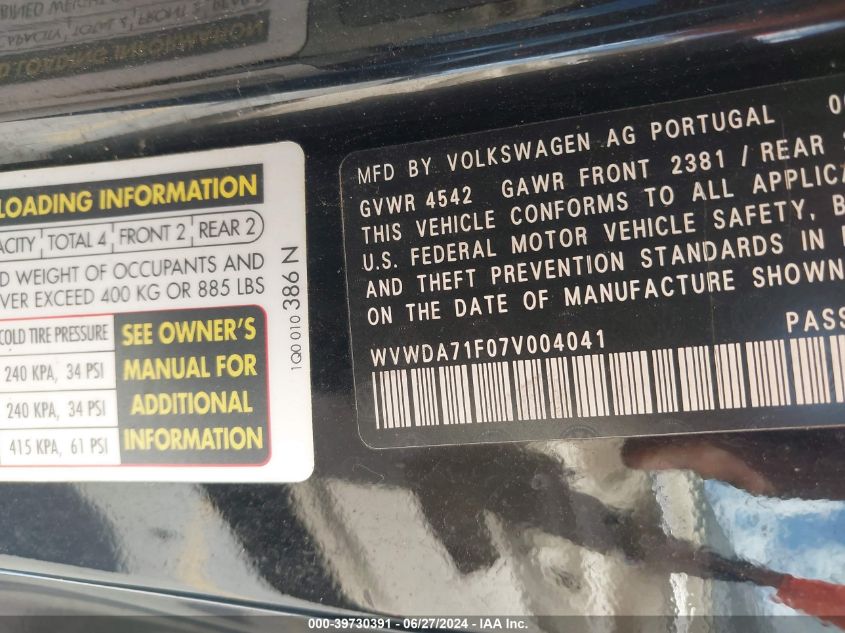 LOADING INFORMATION
TOTAL 4 FRONT 2 REAR 2
WEIGHT OF OCCUPANTS AND
EXCEED 400 KG OR 885 LBS
COLD TIRE PRESSURE
240 KPA, 34 PSI
240 KPA, 34 PSI
415 KPA, 61 PSI
SEE OWNER'S
MANUAL FOR
ADDITIONAL
INFORMATION
1Q0 010 386 N
MFD BY VOLKSWAGEN AG PORTUGAL
GVWR 4542 GAWR FRONT 2381 / REAR
THIS VEHICLE CONFORMS TO ALL
U.S. FEDERAL MOTOR VEHICLE SAFETY,
AND THEFT PREVENTION STANDARDS IN
ON THE DATE OF MANUFACTURE SHOWN
WVWDA71F07V004041
PASS
000-39730391 - 06/27/2024 - IAA Inc.